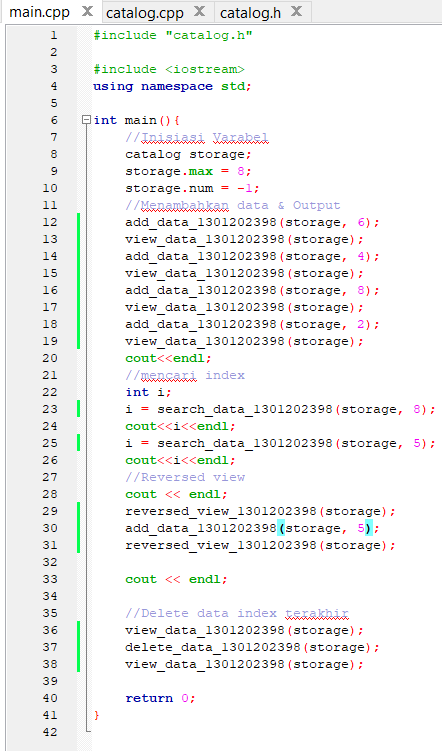 main.cpp catalog.cpp catalog.h
1 #include "catalog.h"
2
3 #include <iostream>
4 using namespace std;
5
6 int main(){
7 //Inisiasi Varabel
8 catalog storage;
9 storage.max = 8;
10 storage.num = -1;
11 //Menambahkan data & Output
12 add_data_1301202398(storage, 6);
13 view_data_1301202398(storage);
14 add_data_1301202398(storage, 4);
15 view_data_1301202398(storage);
16 add_data_1301202398(storage, 8);
17 view_data_1301202398(storage);
18 add_data_1301202398(storage, 2);
19 view_data_1301202398(storage);
20 cout<<endl;
21 //mencari index
22 int i;
23 i = search_data_1301202398(storage, 8);
24 cout<<i<<endl;
25 i = search_data_1301202398(storage, 5);
26 cout<<i<<endl;
27 //Reversed view
28 cout << endl;
29 reversed_view_1301202398(storage);
30 add_data_1301202398(storage, 5);
31 reversed_view_1301202398(storage);
32
33 cout << endl;
34
35 //Delete data index terakhir
36 view_data_1301202398(storage);
37 delete_data_1301202398(storage);
38 view_data_1301202398(storage);
39
40 return 0;
41 }
42